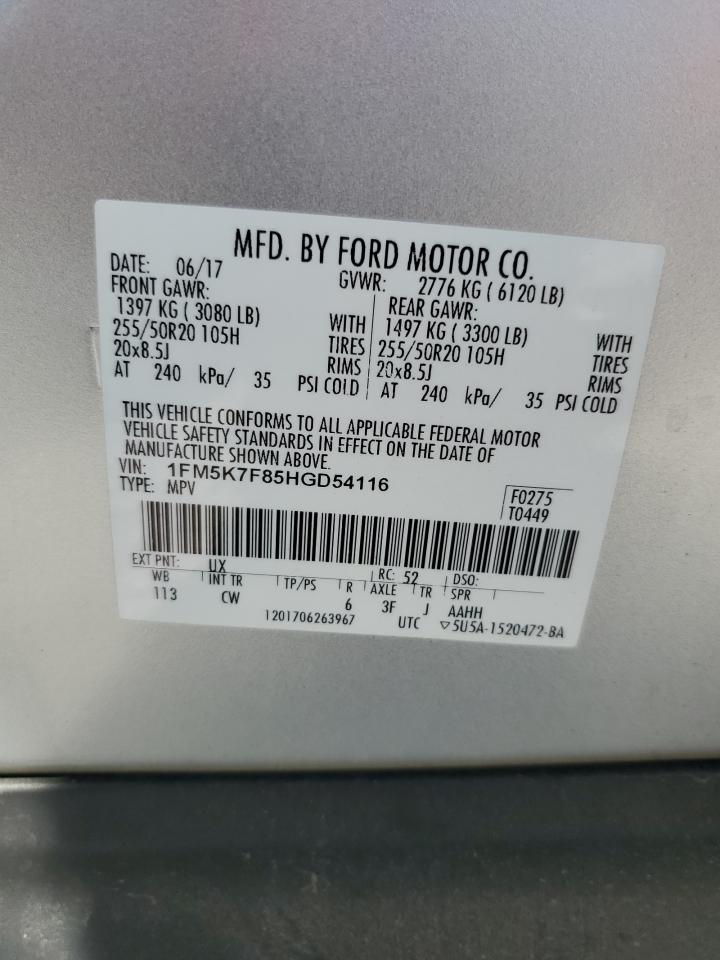 MFD. BY FORD MOTOR CO.
DATE: 06/17 GVWR: 2776 KG ( 6120 LB)
FRONT GAWR: REAR GAWR:
1397 KG ( 3080 LB) WITH 1497 KG ( 3300 LB) WITH
255/50R20 105H TIRES 255/50R20 105H TIRES
20x8.5J RIMS 20x8.5J RIMS
AT 240 kPa/ 35 PSI COLD AT 240 kPa/ 35 PSI COLD
THIS VEHICLE CONFORMS TO ALL APPLICABLE FEDERAL MOTOR
VEHICLE SAFETY STANDARDS IN EFFECT ON THE DATE OF
MANUFACTURE SHOWN ABOVE.
VIN: 1FM5K7F85HGD54116
TYPE: MPV F0275
T0449
EXT PNT: UX RC: 52 DSO:
WB INT TR TP/PS R AXLE TR SPR
113 CW 6 3F J AAHH
1201706263967 UTC ▽5U5A-1520472-BA